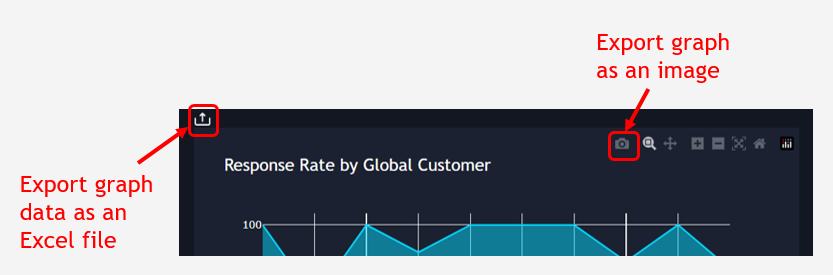 Export graph
as an image
Export graph
data as an
Excel file
Response Rate by Global Customer
100